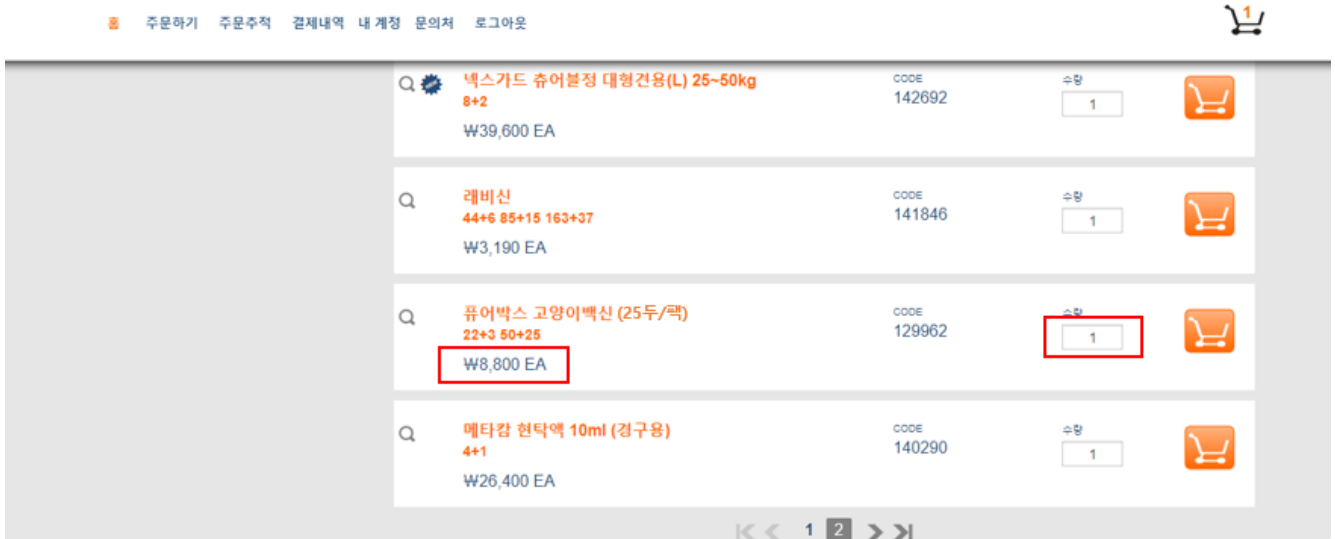 홈 주문하기 주문추적 결제내역 내 계정 문의처 로그아웃 1
넥스가드 츄어블정 대형견용(L) 25~50kg CODE 수량
8+2 142692 1
₩39,600 EA
래비신 CODE 수량
44+6 85+15 163+37 141846 1
₩3,190 EA
퓨어박스 고양이백신 (25두/팩) CODE 수량
22+3 50+25 129962 1
₩8,800 EA
메타캄 현탁액 10ml (경구용) CODE 수량
4+1 140290 1
₩26,400 EA
1 2